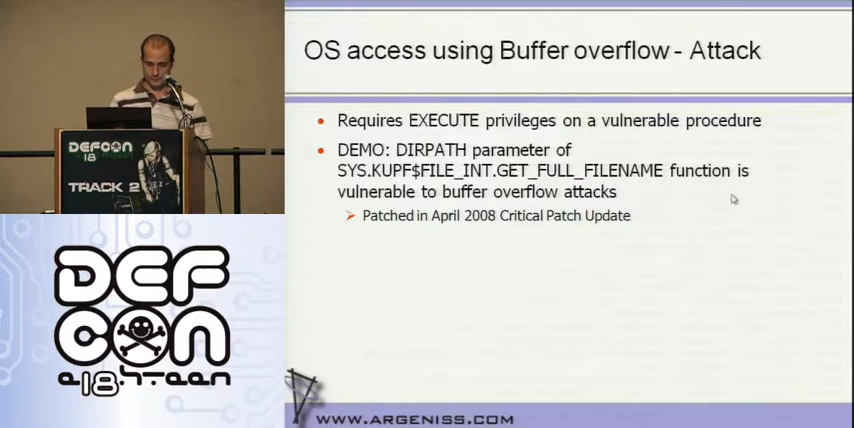 OS access using Buffer overflow - Attack
Requires EXECUTE privileges on a vulnerable procedure
DEMO: DIRPATH parameter of
SYS.KUPF$FILE_INT.GET_FULL_FILENAME function is
vulnerable to buffer overflow attacks
Patched in April 2008 Critical Patch Update
DEFCON
18
TRACK 2
DEF
CON
e18hteen
WWW.ARGENISS.COM